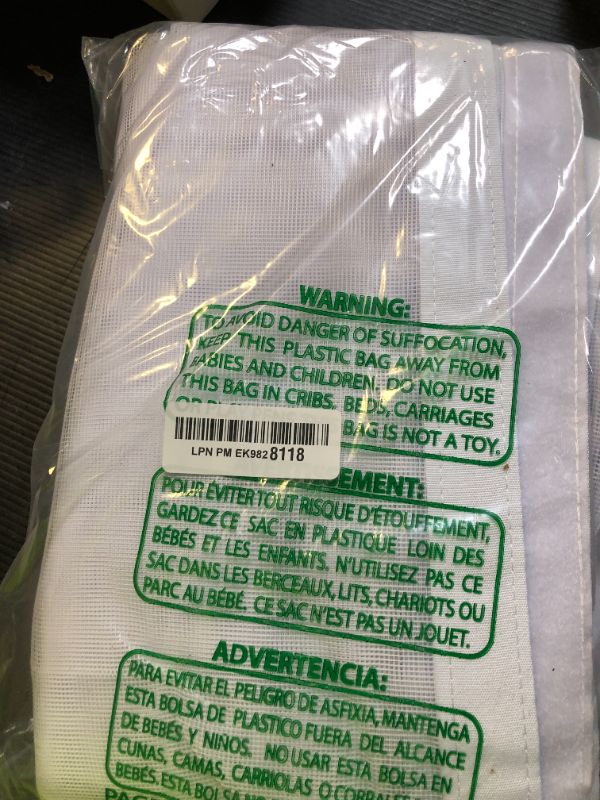 WARNING:
TO AVOID DANGER OF SUFFOCATION,
KEEP THIS PLASTIC BAG AWAY FROM
BABIES AND CHILDREN. DO NOT USE
THIS BAG IN CRIBS, BEDS, CARRIAGES
BAG IS NOT A TOY.
LPN PM EK9828118
EMENT:
POUR ÉVITER TOUT RISQUE D'ÉTOUFFEMENT,
GARDEZ CE SAC EN PLASTIQUE LOIN DES
BÉBÉS ET LES ENFANTS. N'UTILISEZ PAS CE
SAC DANS LES BERCEAUX, LITS, CHARIOTS OU
PARC AU BÉBÉ. CE SAC N'EST PAS UN JOUET.
ADVERTENCIA:
PARA EVITAR EL PELIGRO DE ASFIXIA, MANTENGA
ESTA BOLSA DE PLASTICO FUERA DEL ALCANCE
DE BEBÉS Y NIÑOS. NO USAR ESTA BOLSA EN
CUNAS, CAMAS, CARRIOLAS O
BEBÉS. ESTA BOLSA